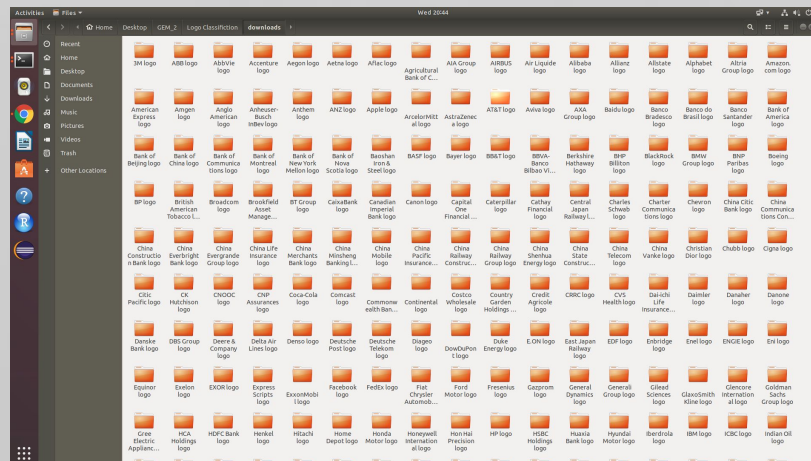 Activities Files Wed 20:44
Home Desktop GEM_2 Logo Classifiction downloads
Recent
Home
Desktop
Documents
Downloads
Music
Pictures
Videos
Trash
Other Locations
3M logo ABB logo AbbVie Accenture Aegon logo Aetna logo Aflac logo AIA Group AIRBUS Air Liquide Alibaba Allianz Allstate Alphabet Altria Amazon.
logo logo Agricultural logo logo logo logo logo logo logo Group logo com logo
Bank of C...
American Amgen Anglo Anheuser- Anthem ANZ logo Apple logo AT&T logo Aviva logo AXA Baidu logo Banco Banco do Banco Bank of
Express logo American Busch logo ArcelorMitt AstraZenec Group logo Bradesco Brasil logo Santander America
logo logo InBev logo al logo a logo logo logo logo
Bank of Bank of Bank of Bank of Bank of Bank of Baoshan BASF logo Bayer logo BB&T logo BBVA- Berkshire BHP BlackRock BMW BNP Boeing
Beijing logo China logo Communica Montreal New York Nova Iron & Banco Hathaway Billiton logo Group logo Paribas logo
tions logo logo Mellon logo Scotia logo Steel logo Bilbao Vi... logo logo logo
BP logo British Broadcom Brookfield BT Group CaixaBank Canadian Canon logo Capital Caterpillar Cathay Central Charles Charter Chevron China Citic China
American logo Asset logo logo Imperial One logo Financial Japan Schwab Communica logo Bank logo Communica
Tobacco l... Manage... Bank logo Financial ... logo Railway l... logo tions logo tions Con...
China China China China Life China China China China China China China China China China Christian Chubb logo Cigna logo
Constructio Everbright Evergrande Insurance Merchants Minsheng Mobile Pacific Railway Railway Shenhua State Telecom Vanke logo Dior logo
n Bank logo Bank logo Group logo logo Bank logo Banking l... logo Insurance... Construc... Group logo Energy logo Construc... logo
Citic CK CNOOC CNP Coca-Cola Comcast Continental Costco Country Credit CRRC logo CVS Dai-ichi Daimler Danaher Danone
Pacific logo Hutchison logo Assurances logo logo Commonw logo Wholesale Garden Agricole Health logo Life logo logo logo
logo logo ealth Ban... logo Holdings ... logo Insurance...
Danske DBS Group Deere & Delta Air Denso logo Deutsche Deutsche Diageo Duke E.ON logo East Japan EDF logo Enbridge Enel logo ENGIE logo Eni logo
Bank logo logo Company Lines logo Post logo Telekom logo DowDuPon Energy logo Railway logo
logo logo t logo logo
Equinor Exelon EXOR logo Express Facebook FedEx logo Fiat Ford Fresenius Gazprom General Generali Gilead Glencore Goldman
logo logo Scripts ExxonMobi logo Chrysler Motor logo logo logo Dynamics Group logo Sciences GlaxoSmith Internation Sachs
logo l logo Automob... logo logo Kline logo al logo Group logo
Gree HCA HDFC Bank Henkel Hitachi Home Honda Honeywell Hon Hai HP logo HSBC Huaxia Hyundai Iberdrola IBM logo ICBC logo Indian Oil
Electric Holdings logo logo logo Depot logo Motor logo Internation Precision Holdings Bank logo Motor logo logo logo
Applianc... logo al logo logo logo